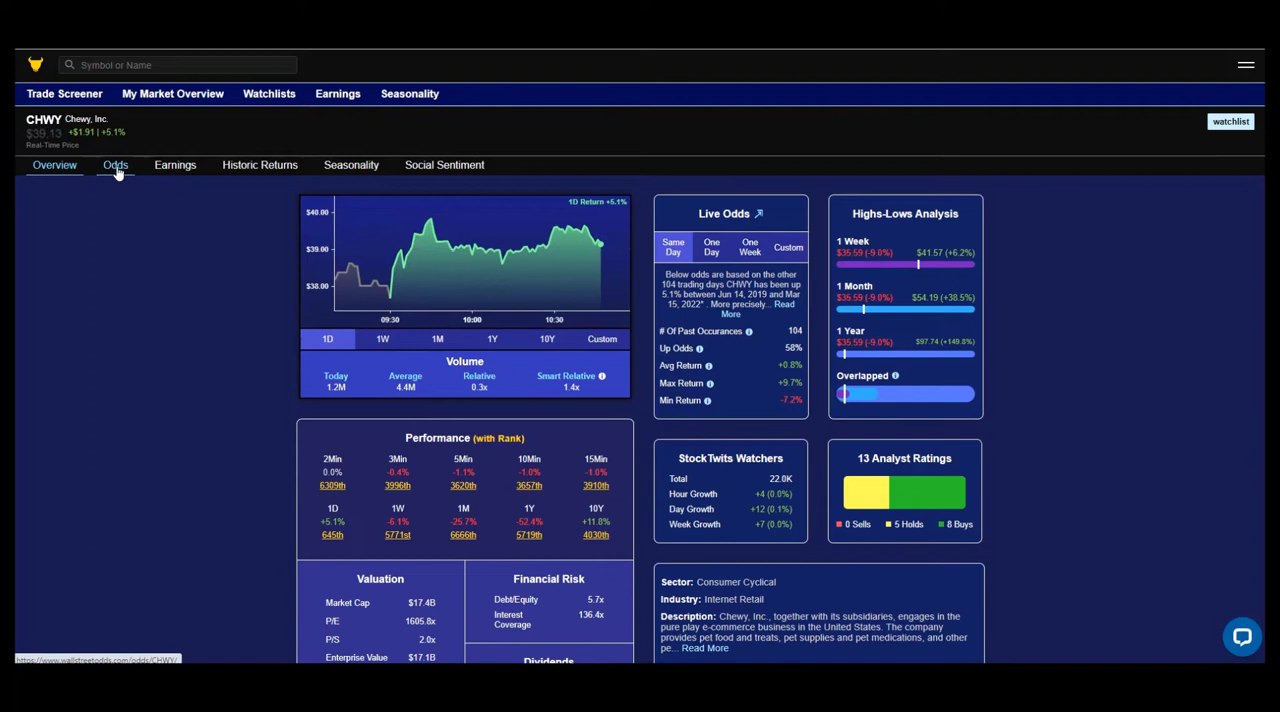 Symbol or Name
Trade Screener My Market Overview Watchlists Earnings Seasonality
CHWY Chewy, Inc.
$39.13 +$1.91 | +5.1%
Real-Time Price
watchlist
Overview Odds Earnings Historic Returns Seasonality Social Sentiment
1D Return +5.1%
$40.00
$39.00
$38.00
09:30 10:00 10:30
1D 1W 1M 1Y 10Y Custom
Volume
Today Average Relative Smart Relative
1.2M 4.4M 0.3x 1.4x
Live Odds
Same Day One Day One Week Custom
Below odds are based on the other
104 trading days CHWY has been up
5.1% between Jun 14, 2019 and Mar
15, 2022* . More precisely... Read
More
# Of Past Occurances 104
Up Odds 58%
Avg Return +0.8%
Max Return +9.7%
Min Return -7.2%
Highs-Lows Analysis
1 Week
$35.59 (-9.0%) $41.57 (+6.2%)
1 Month
$35.59 (-9.0%) $54.19 (+38.5%)
1 Year
$35.59 (-9.0%) $97.74 (+149.8%)
Overlapped
Performance (with Rank)
2Min 3Min 5Min 10Min 15Min
0.0% -0.4% -1.1% -1.0% -1.0%
6309th 3996th 3620th 3657th 3910th
1D 1W 1M 1Y 10Y
+5.1% -6.1% -25.7% -52.4% +11.8%
645th 5771st 6666th 5719th 4030th
StockTwits Watchers
Total 22.0K
Hour Growth +4 (0.0%)
Day Growth +12 (0.1%)
Week Growth +7 (0.0%)
13 Analyst Ratings
0 Sells 5 Holds 8 Buys
Valuation
Market Cap $17.4B
P/E 1605.8x
P/S 2.0x
Enterprise Value $17.1B
Financial Risk
Debt/Equity 5.7x
Interest
Coverage 136.4x
Dividends
Sector: Consumer Cyclical
Industry: Internet Retail
Description: Chewy, Inc., together with its subsidiaries, engages in the
pure play e-commerce business in the United States. The company
provides pet food and treats, pet supplies and pet medications, and other
pe... Read More
https://www.wallstreetodds.com/odds/CHWY/